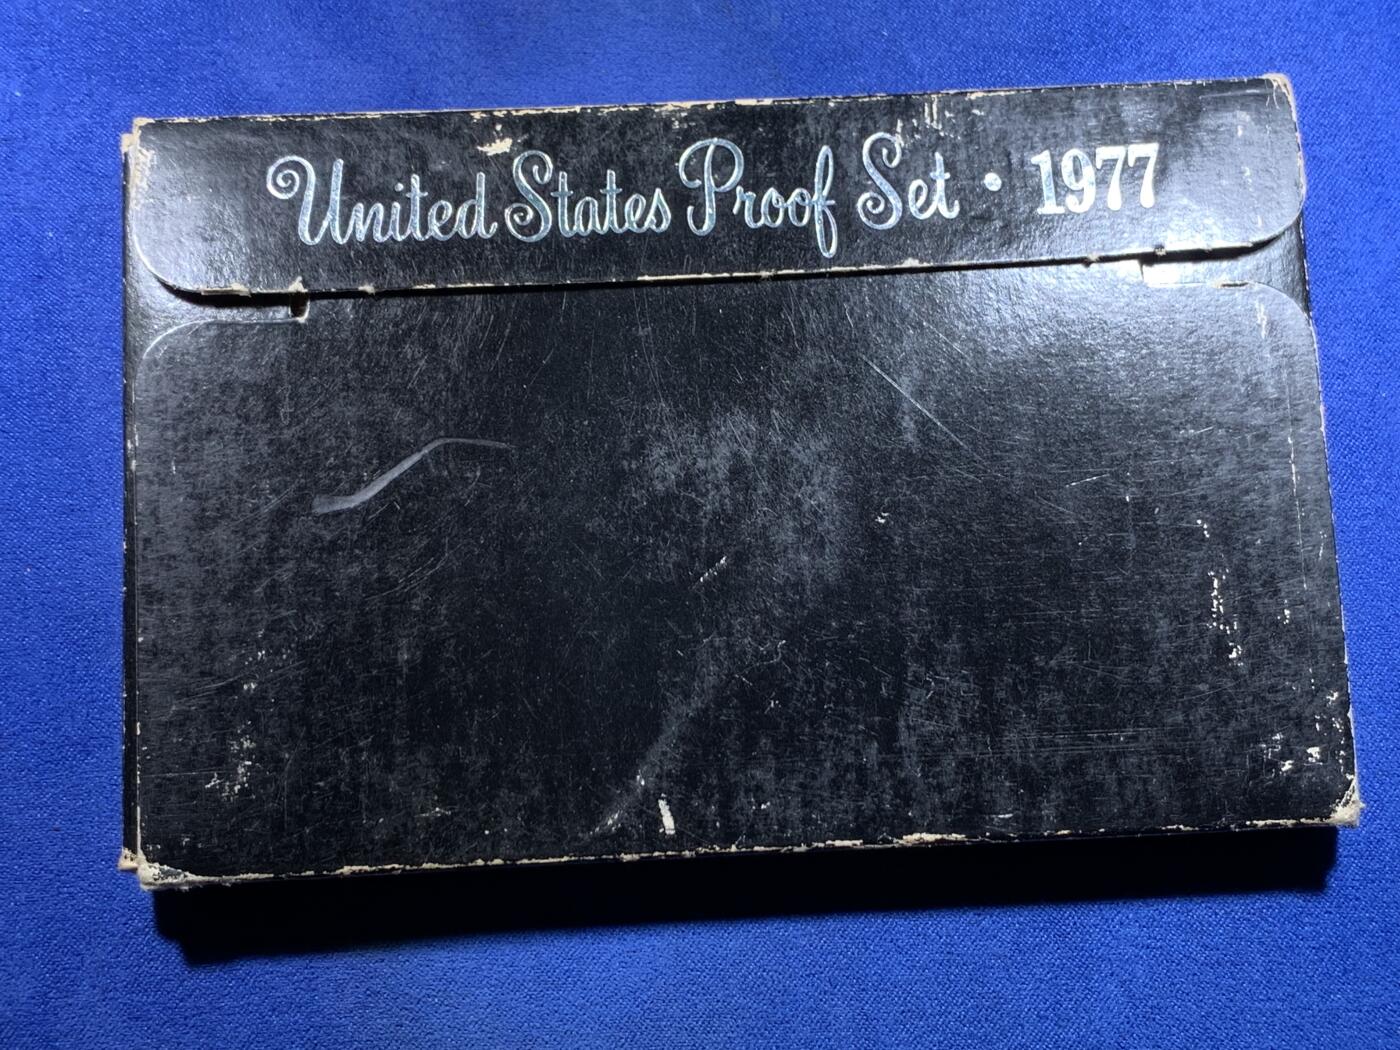 United States Proof Set • 1977